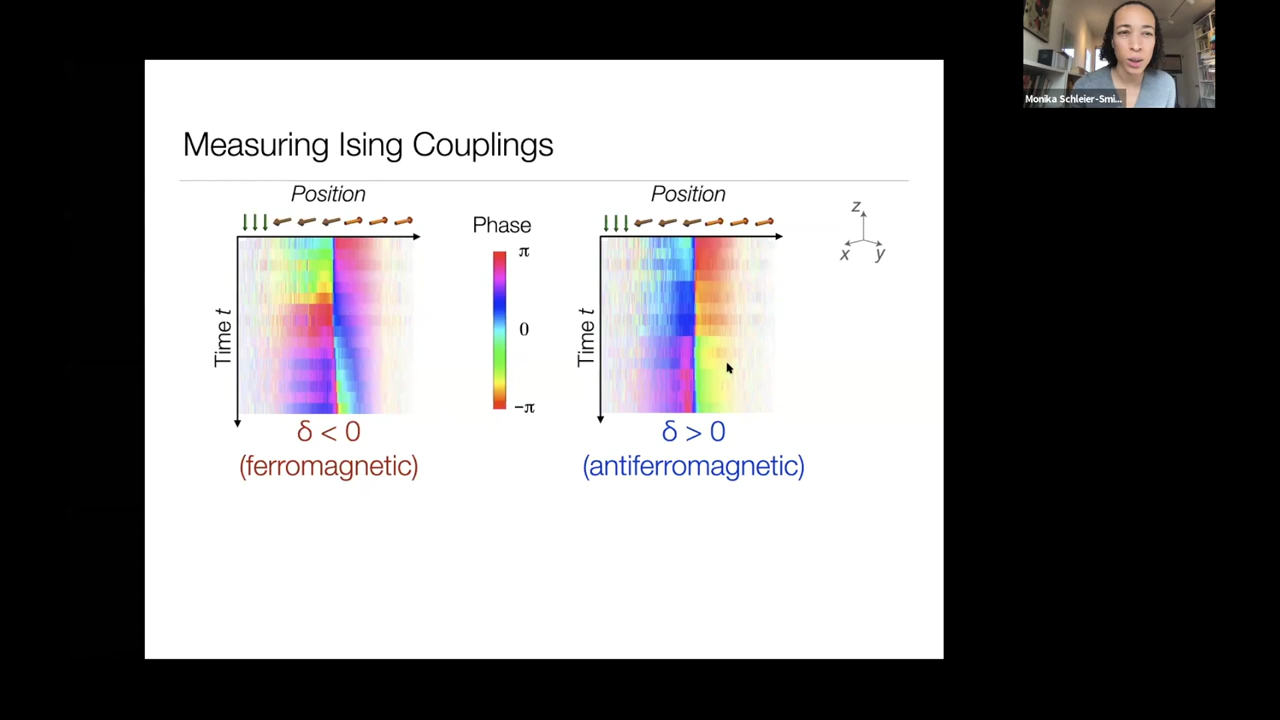 Monika Schleier-Smi...
Measuring Ising Couplings
Position
Position
Phase
π
0
−π
Time t
Time t
z
x
y
δ < 0
(ferromagnetic)
δ > 0
(antiferromagnetic)